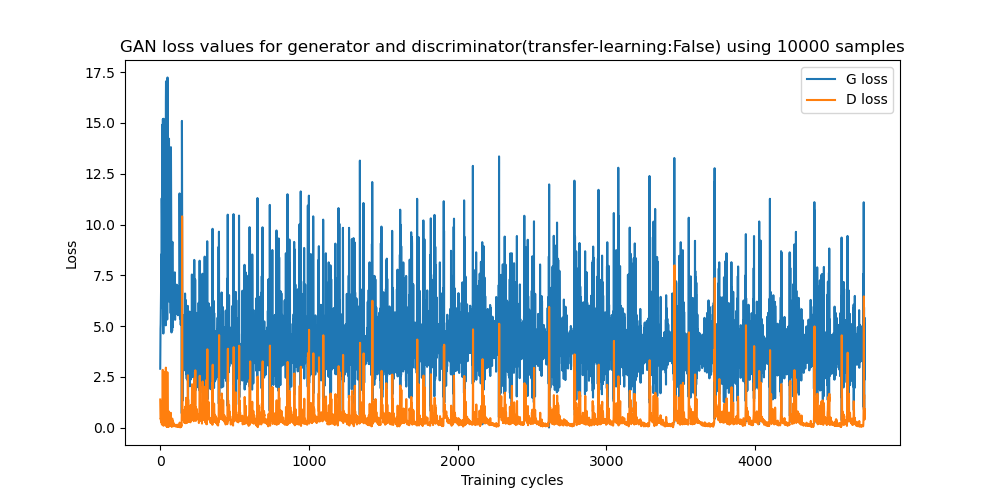 GAN loss values for generator and discriminator(transfer-learning:False) using 10000 samples
G loss
D loss
17.5
15.0
12.5
10.0
7.5
5.0
2.5
0.0
Loss
0 1000 2000 3000 4000
Training cycles